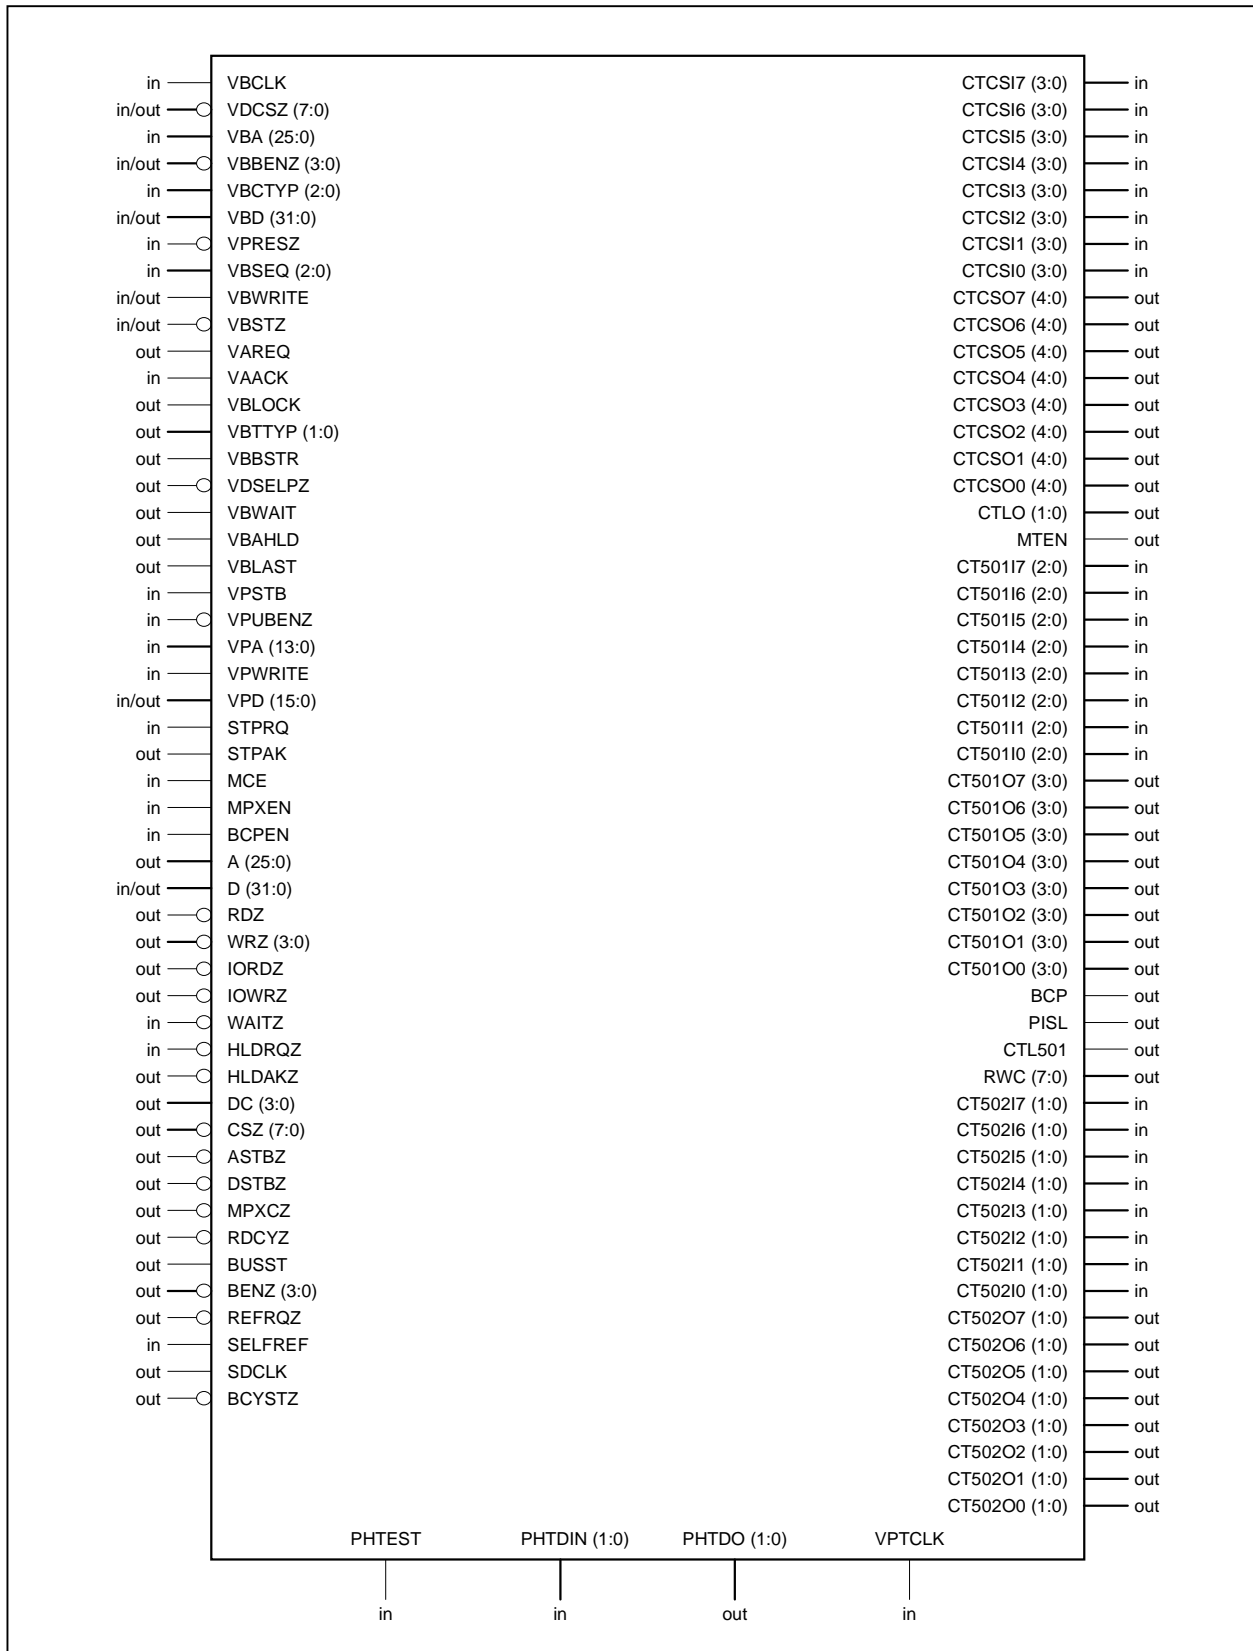 in VBCLK CTCSI7 (3:0) in
in/out VDCSZ (7:0) CTCSI6 (3:0) in
in VBA (25:0) CTCSI5 (3:0) in
in/out VBBENZ (3:0) CTCSI4 (3:0) in
in VBCTYP (2:0) CTCSI3 (3:0) in
in/out VBD (31:0) CTCSI2 (3:0) in
in VPRESZ CTCSI1 (3:0) in
in VBSEQ (2:0) CTCSI0 (3:0) in
in/out VBWRITE CTCSO7 (4:0) out
in/out VBSTZ CTCSO6 (4:0) out
out VAREQ CTCSO5 (4:0) out
in VAACK CTCSO4 (4:0) out
out VBLOCK CTCSO3 (4:0) out
out VBTTYP (1:0) CTCSO2 (4:0) out
out VBBSTR CTCSO1 (4:0) out
out VDSELPZ CTCSO0 (4:0) out
out VBWAIT CTLO (1:0) out
out VBAHLD MTEN out
out VBLAST CT501I7 (2:0) in
in VPSTB CT501I6 (2:0) in
in VPUBENZ CT501I5 (2:0) in
in VPA (13:0) CT501I4 (2:0) in
in VPWRITE CT501I3 (2:0) in
in/out VPD (15:0) CT501I2 (2:0) in
in STPRQ CT501I1 (2:0) in
out STPAK CT501I0 (2:0) in
in MCE CT501O7 (3:0) out
in MPXEN CT501O6 (3:0) out
in BCPEN CT501O5 (3:0) out
out A (25:0) CT501O4 (3:0) out
in/out D (31:0) CT501O3 (3:0) out
out RDZ CT501O2 (3:0) out
out WRZ (3:0) CT501O1 (3:0) out
out IORDZ CT501O0 (3:0) out
out IOWRZ BCP out
in WAITZ PISL out
in HLDRQZ CTL501 out
out HLDAKZ RWC (7:0) out
out DC (3:0) CT502I7 (1:0) in
out CSZ (7:0) CT502I6 (1:0) in
out ASTBZ CT502I5 (1:0) in
out DSTBZ CT502I4 (1:0) in
out MPXCZ CT502I3 (1:0) in
out RDCYZ CT502I2 (1:0) in
out BUSST CT502I1 (1:0) in
out BENZ (3:0) CT502I0 (1:0) in
out REFRQZ CT502O7 (1:0) out
in SELFREF CT502O6 (1:0) out
out SDCLK CT502O5 (1:0) out
out BCYSTZ CT502O4 (1:0) out
CT502O3 (1:0) out
CT502O2 (1:0) out
CT502O1 (1:0) out
CT502O0 (1:0) out
PHTEST PHTDIN (1:0) PHTDO (1:0) VPTCLK
in in out in